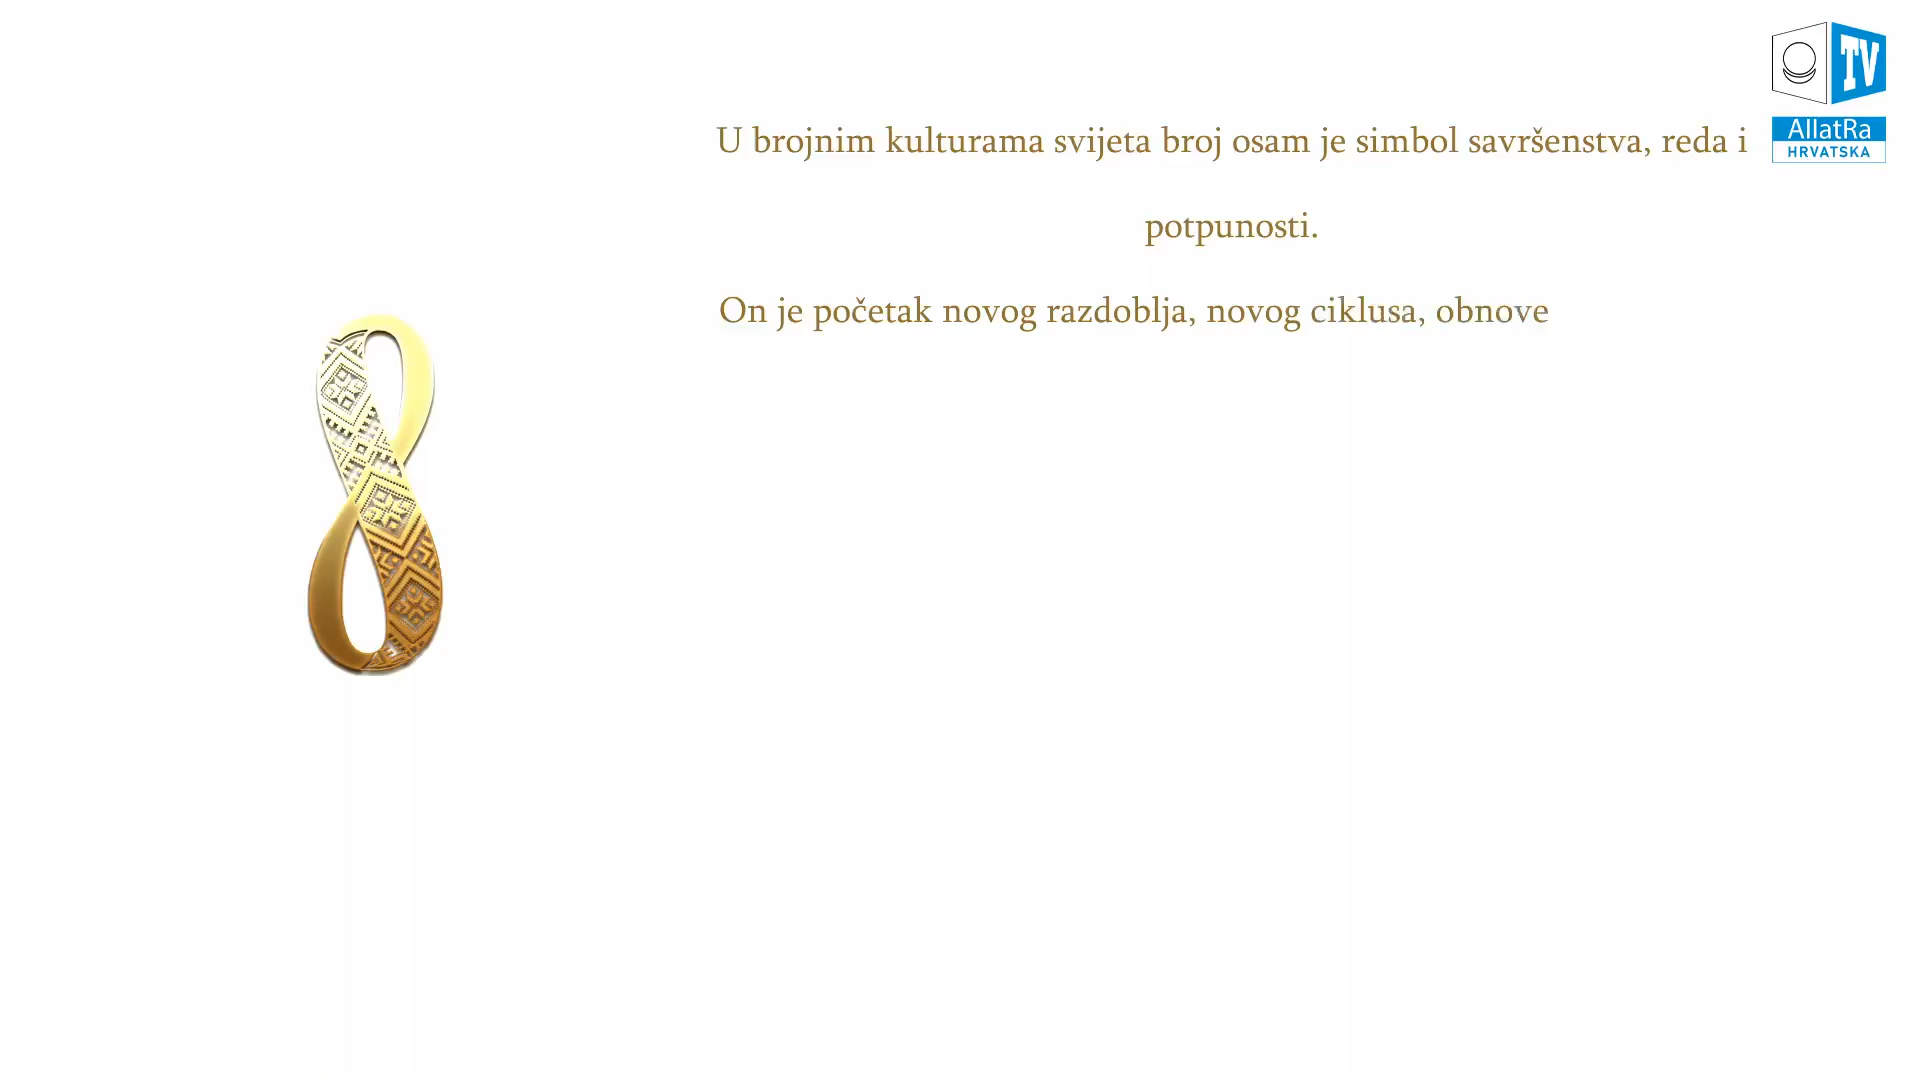 TV
AllatRa
HRVATSKA
U brojnim kulturama svijeta broj osam je simbol savršenstva, reda i
potpunosti.
On je početak novog razdoblja, novog ciklusa, obnove